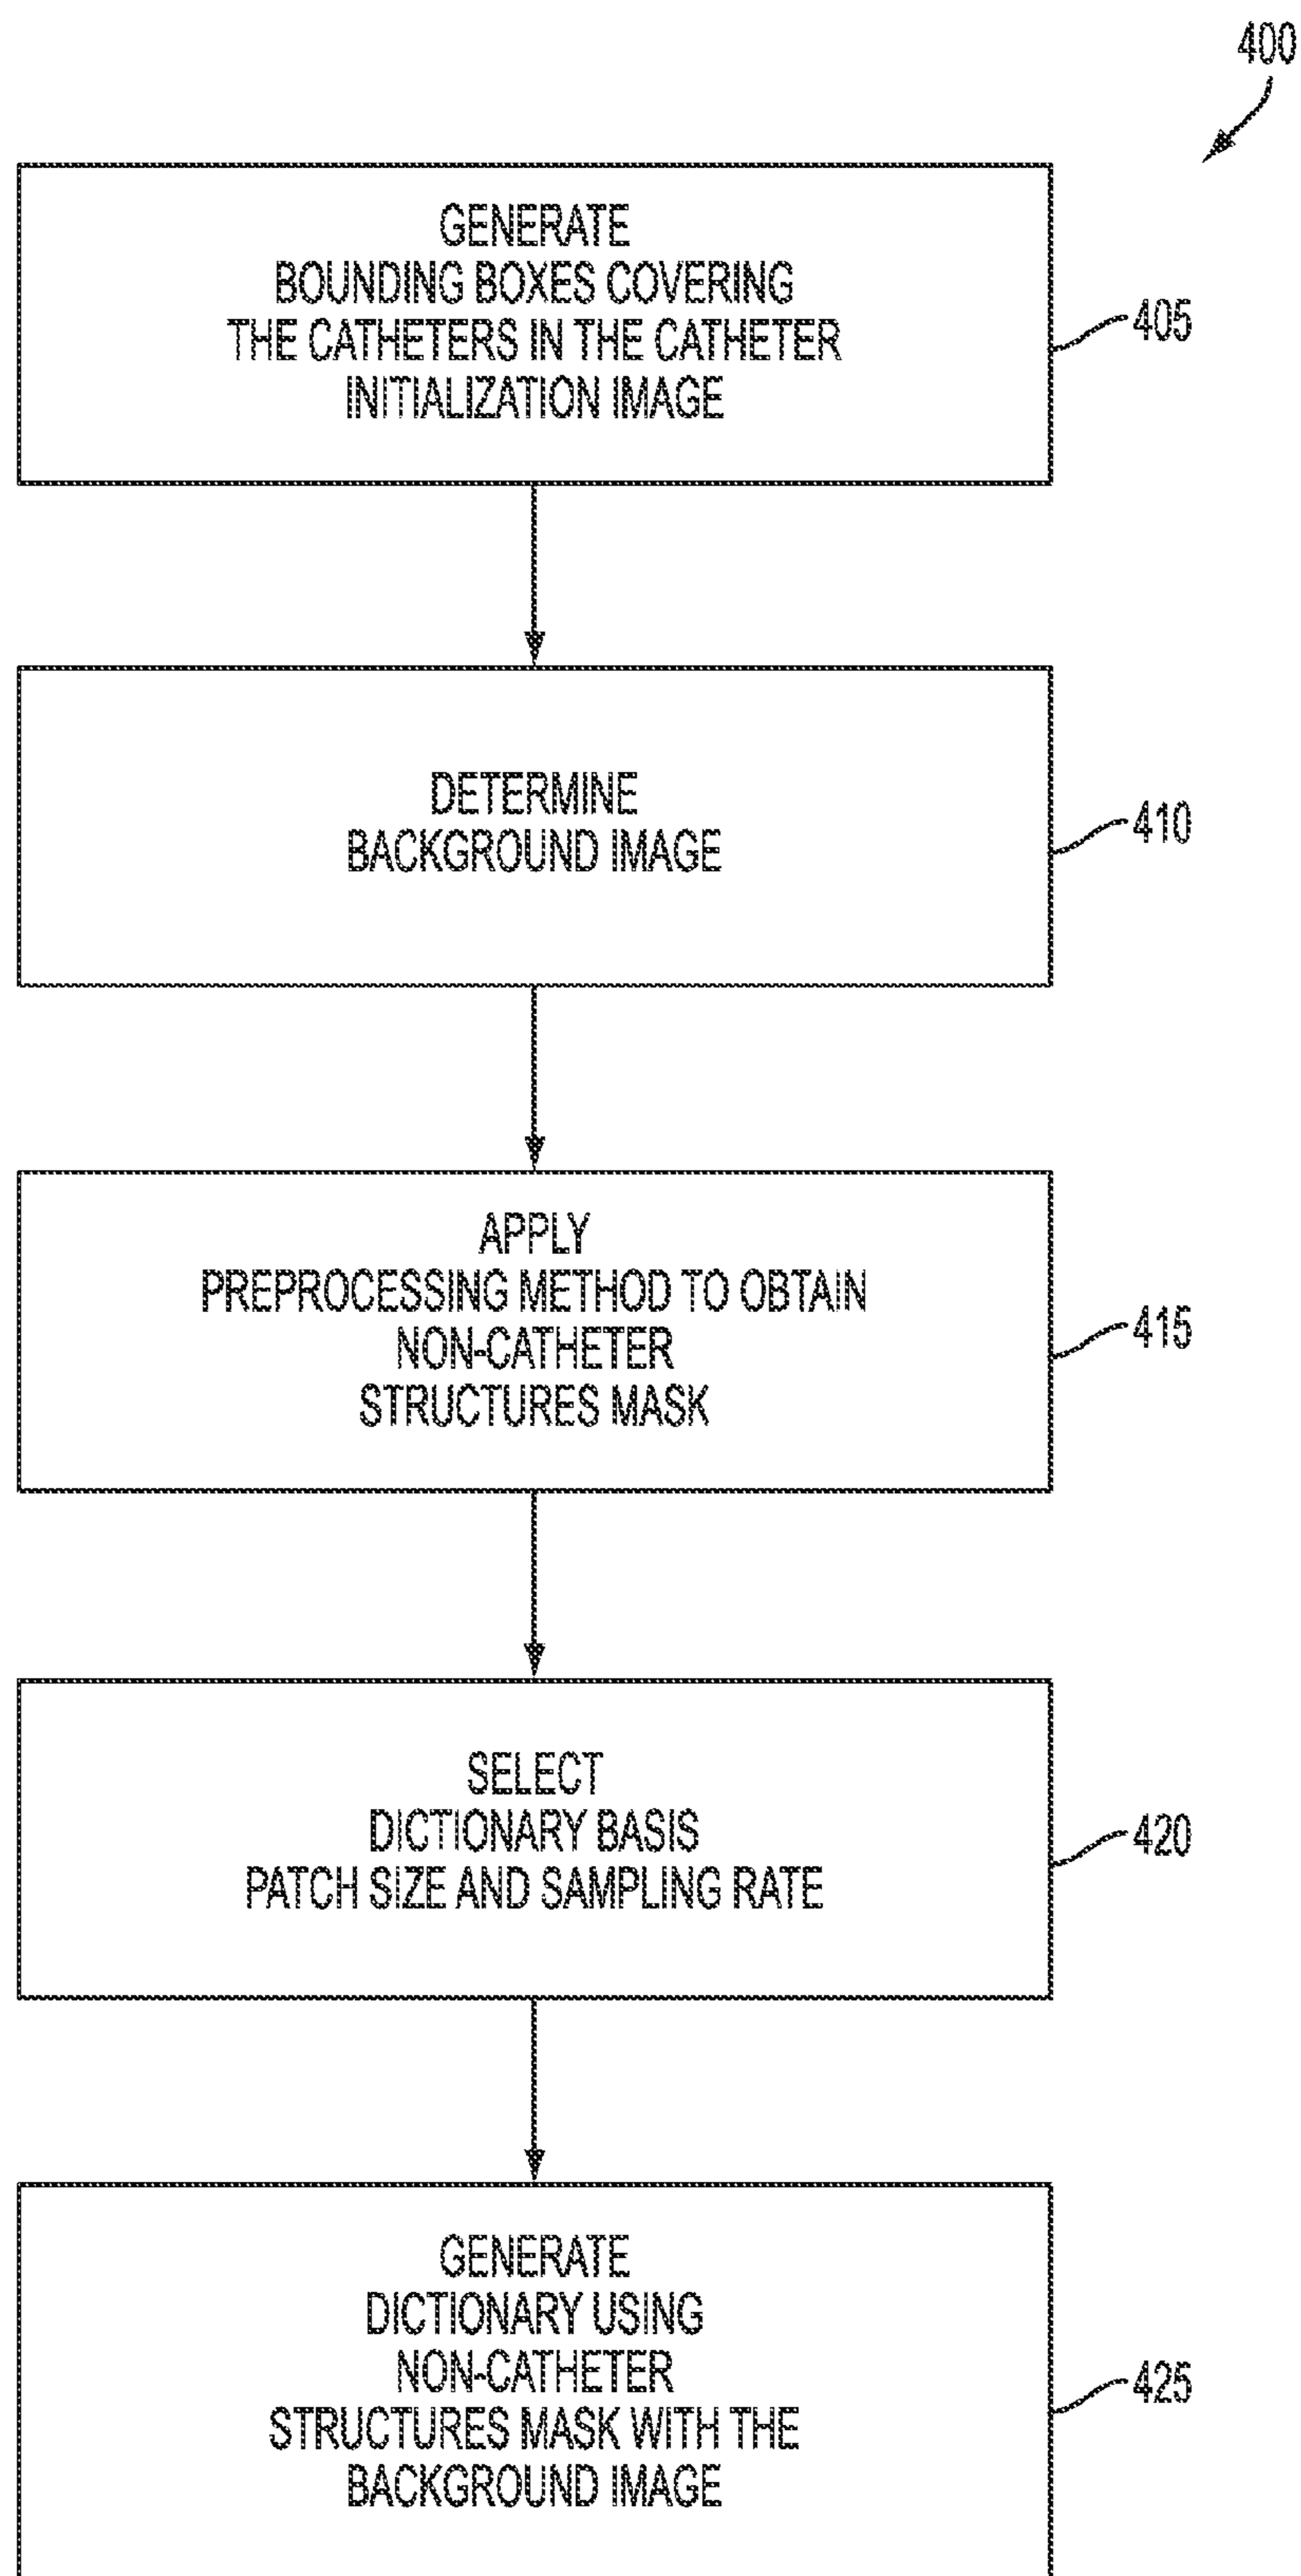 400
GENERATE
BOUNDING BOXES COVERING
THE CATHETERS IN THE CATHETER
INITIALIZATION IMAGE
405
DETERMINE
BACKGROUND IMAGE
410
APPLY
PREPROCESSING METHOD TO OBTAIN
NON-CATHETER
STRUCTURES MASK
415
SELECT
DICTIONARY BASIS
PATCH SIZE AND SAMPLING RATE
420
GENERATE
DICTIONARY USING
NON-CATHETER
STRUCTURES MASK WITH THE
BACKGROUND IMAGE
425